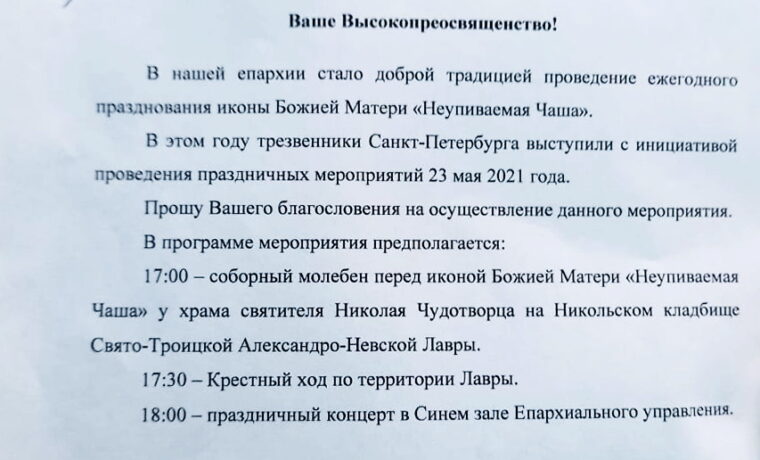 Ваше Высокопреосвященство!
В нашей епархии стало доброй традицией проведение ежегодного
празднования иконы Божией Матери «Неупиваемая Чаша».
В этом году трезвенники Санкт-Петербурга выступили с инициативой
проведения праздничных мероприятий 23 мая 2021 года.
Прошу Вашего благословения на осуществление данного мероприятия.
В программе мероприятия предполагается:
17:00 – соборный молебен перед иконой Божией Матери «Неупиваемая
Чаша» у храма святителя Николая Чудотворца на Никольском кладбище
Свято-Троицкой Александро-Невской Лавры.
17:30 – Крестный ход по территории Лавры.
18:00 – праздничный концерт в Синем зале Епархиального управления.